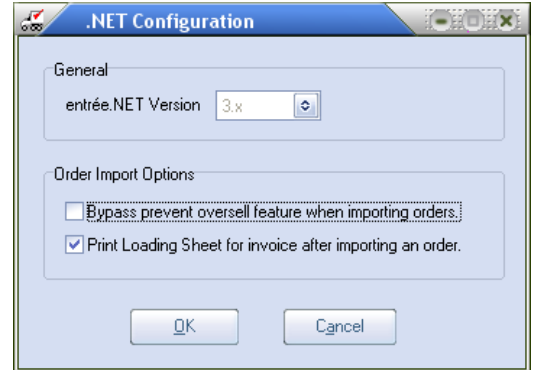 .NET Configuration
General
entrée.NET Version 3.x
Order Import Options
Bypass prevent oversell feature when importing orders.
Print Loading Sheet for invoice after importing an order.
OK Cancel